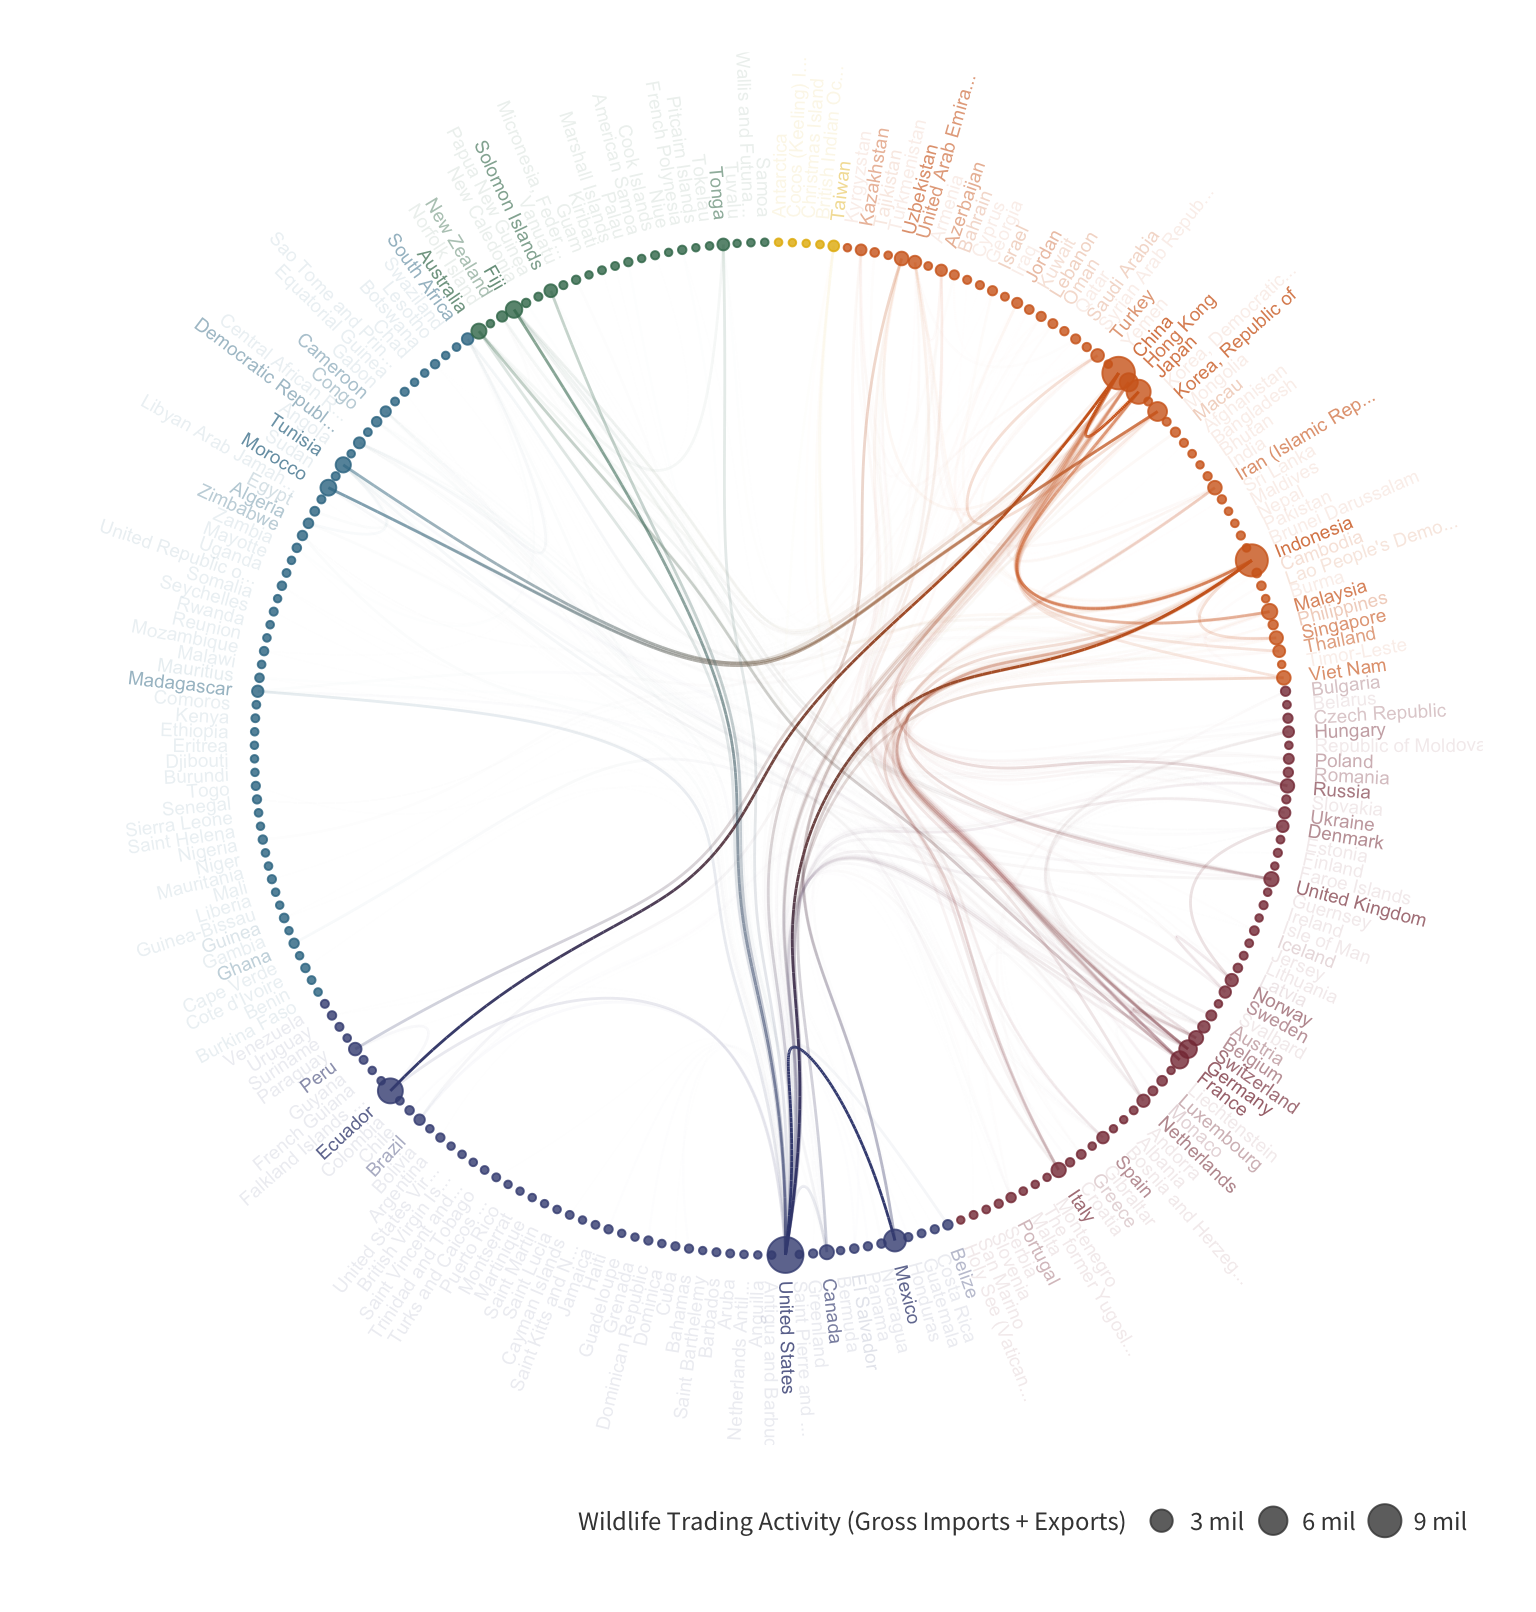 Wallis and Futuna
Samoa
Antarctica
Cocos (Keeling) I...
Christmas Island
British Indian Oc...
Taiwan
Kyrgyzstan
Kazakhstan
Tajikistan
Turkmenistan
Uzbekistan
United Arab Emira...
Azerbaijan
Bahrain
Cyprus
Georgia
Israel
Jordan
Kuwait
Lebanon
Oman
Qatar
Saudi Arabia
Syrian Arab Repub...
Turkey
Yemen
China
Hong Kong
Japan
Korea, Republic of
Macau
Afghanistan
Bangladesh
Bhutan
India
Iran (Islamic Rep...
Sri Lanka
Maldives
Nepal
Pakistan
Brunei Darussalam
Indonesia
Cambodia
Lao People's Demo...
Burma
Malaysia
Philippines
Singapore
Thailand
Timor-Leste
Viet Nam
Bulgaria
Belarus
Czech Republic
Hungary
Republic of Moldova
Poland
Romania
Russia
Slovakia
Ukraine
Denmark
Estonia
Finland
Faroe Islands
United Kingdom
Guernsey
Ireland
Isle of Man
Iceland
Jersey
Lithuania
Latvia
Norway
Sweden
Svalbard
Austria
Belgium
Switzerland
Germany
France
Liechtenstein
Luxembourg
Monaco
Netherlands
Andorra
Albania
Bosnia and Herzeg...
Spain
Gibraltar
Greece
Croatia
Italy
Montenegro
The former Yugosl...
Malta
Portugal
Serbia
Slovenia
San Marino
Holy See (Vatican...
Belize
Costa Rica
Guatemala
Honduras
Mexico
Nicaragua
Panama
El Salvador
Bermuda
Canada
Greenland
Saint Pierre and ...
United States
Antigua and Barbuda
Anguilla
Netherlands Anti...
Aruba
Barbados
Saint Barthelemy
Bahamas
Cuba
Dominica
Dominican Republic
Grenada
Guadeloupe
Haiti
Jamaica
Saint Kitts and N...
Cayman Islands
Saint Lucia
Saint Martin
Martinique
Montserrat
Puerto Rico
Turks and Caicos ...
Trinidad and Tobago
Saint Vincent and...
British Virgin Is...
United States Vi...
Argentina
Bolivia
Brazil
Colombia
Ecuador
Falkland Islands
French Guiana
Guyana
Peru
Paraguay
Suriname
Uruguay
Venezuela
Burkina Faso
Benin
Cote d'Ivoire
Cape Verde
Ghana
Gambia
Guinea
Guinea-Bissau
Liberia
Mali
Mauritania
Niger
Nigeria
Saint Helena
Sierra Leone
Senegal
Togo
Burundi
Djibouti
Eritrea
Ethiopia
Kenya
Comoros
Madagascar
Mauritius
Malawi
Mozambique
Reunion
Rwanda
Seychelles
Somalia
United Republic o...
Uganda
Mayotte
Zambia
Zimbabwe
Algeria
Egypt
Libyan Arab Jamah...
Morocco
Sudan
Tunisia
Angola
Democratic Republ...
Central African R...
Congo
Cameroon
Gabon
Equatorial Guinea
Chad
Sao Tome and Prin...
Botswana
Lesotho
Swaziland
South Africa
Australia
Norfolk Island
New Zealand
Fiji
New Caledonia
Papua New Guinea
Solomon Islands
Vanuatu
Micronesia, Feder...
Guam
Kiribati
Marshall Islands
Palau
American Samoa
Cook Islands
Niue
French Polynesia
Pitcairn Islands
Tokelau
Tonga
Tuvalu
Wildlife Trading Activity (Gross Imports + Exports)
3 mil
6 mil
9 mil